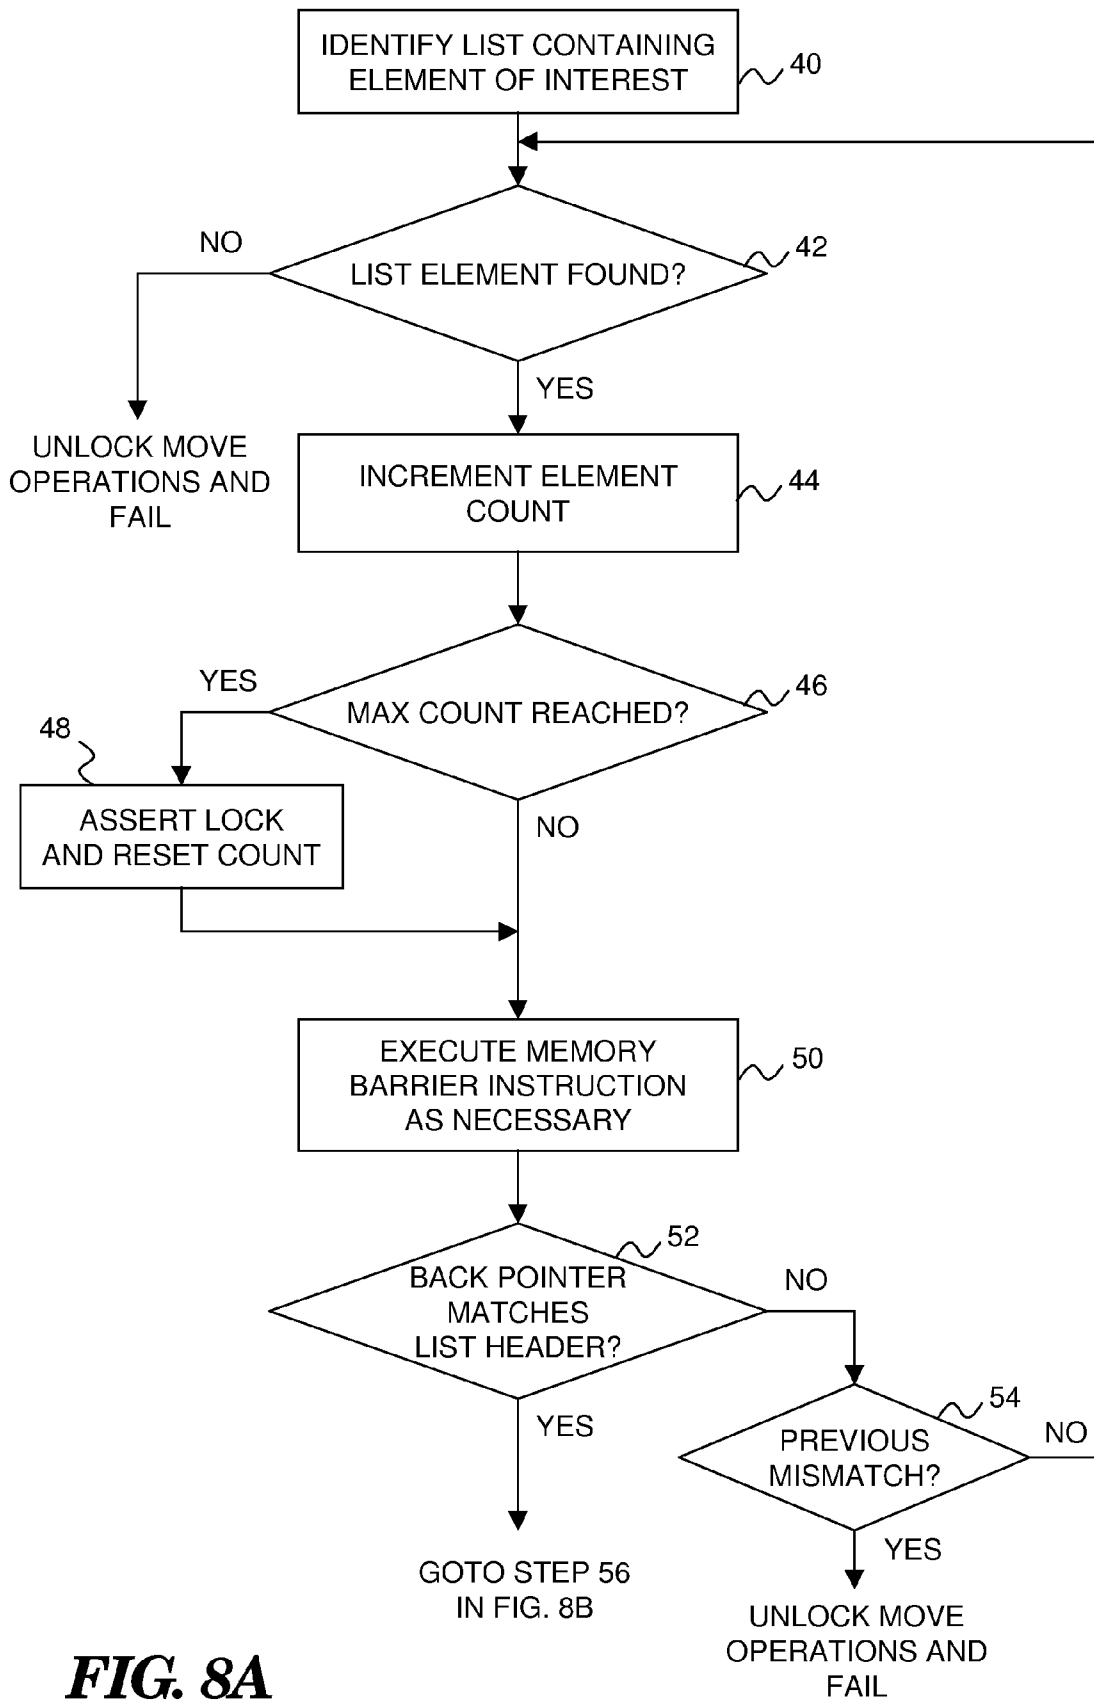 IDENTIFY LIST CONTAINING
ELEMENT OF INTEREST
40
NO
42
LIST ELEMENT FOUND?
YES
UNLOCK MOVE
OPERATIONS AND
FAIL
INCREMENT ELEMENT
COUNT
44
YES
46
MAX COUNT REACHED?
48
ASSERT LOCK
AND RESET COUNT
NO
EXECUTE MEMORY
BARRIER INSTRUCTION
AS NECESSARY
50
52
BACK POINTER
MATCHES
LIST HEADER?
NO
YES
54
PREVIOUS
MISMATCH?
NO
YES
GOTO STEP 56
IN FIG. 8B
UNLOCK MOVE
OPERATIONS AND
FAIL
FIG. 8A